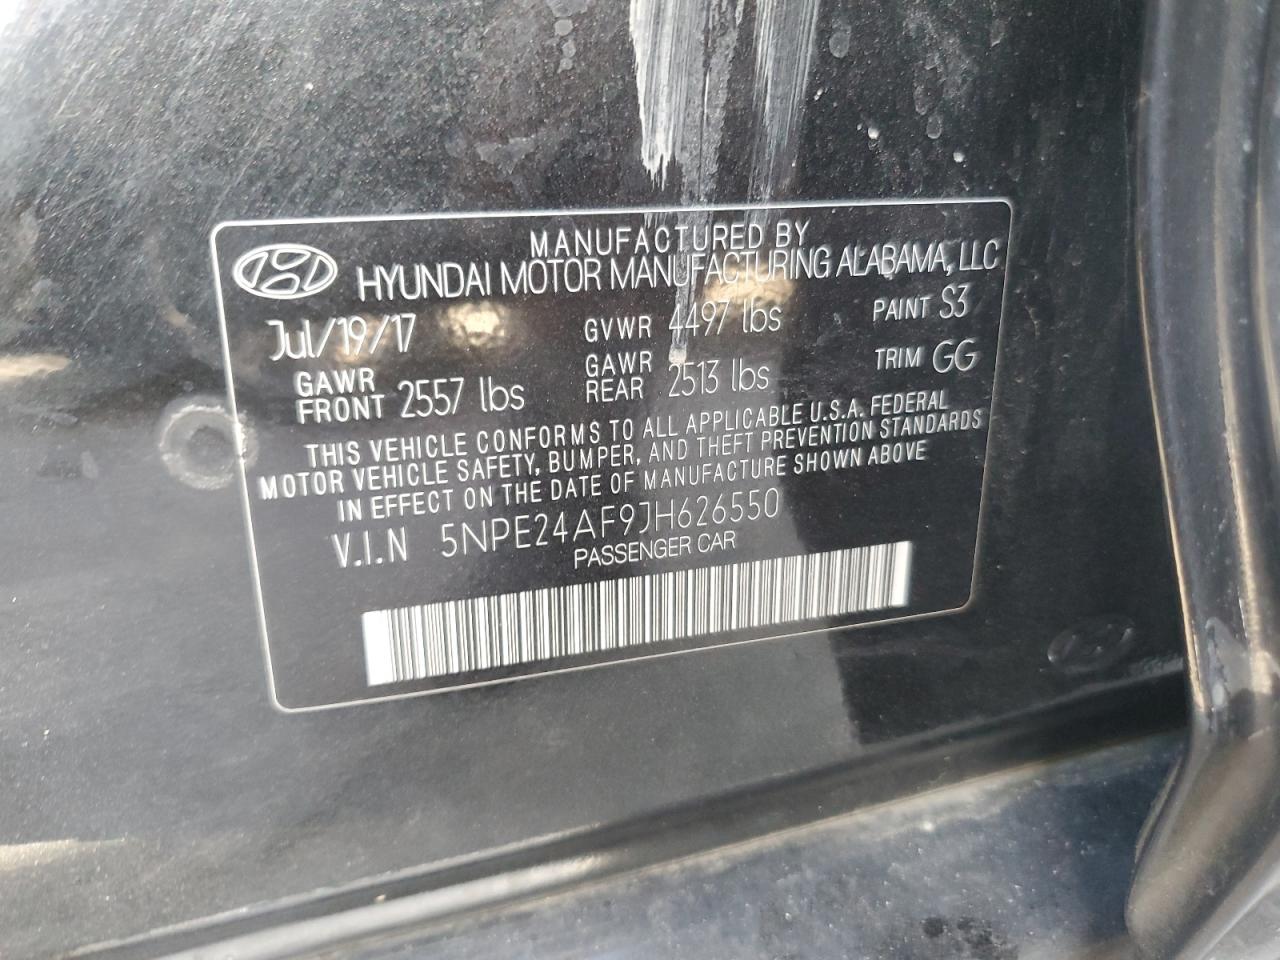 MANUFACTURED BY
HYUNDAI MOTOR MANUFACTURING ALABAMA, LLC
Jul/19/17 GVWR 4497 lbs PAINT S3
GAWR FRONT 2557 lbs GAWR REAR 2513 lbs TRIM GG
THIS VEHICLE CONFORMS TO ALL APPLICABLE U.S.A. FEDERAL
MOTOR VEHICLE SAFETY, BUMPER, AND THEFT PREVENTION STANDARDS
IN EFFECT ON THE DATE OF MANUFACTURE SHOWN ABOVE
V.I.N 5NPE24AF9JH626550
PASSENGER CAR